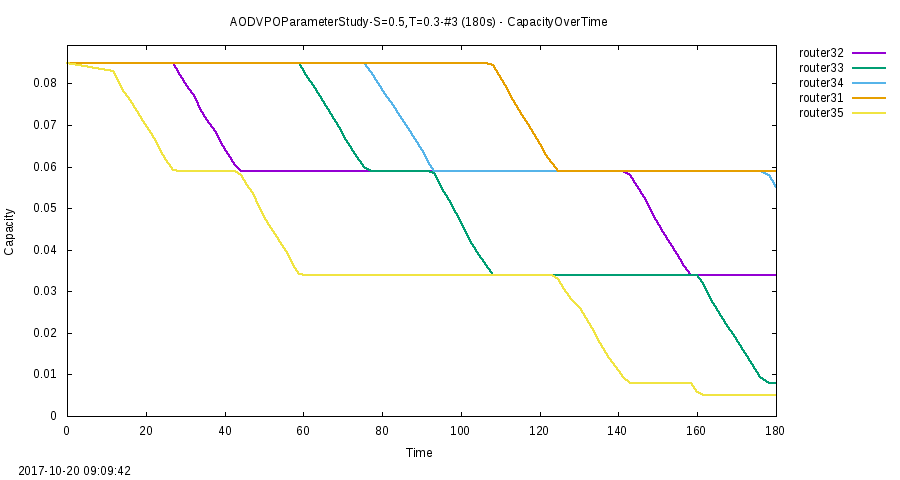 AODVPOParameterStudy-S=0.5,T=0.3-#3 (180s) - CapacityOverTime
router32
router33
router34
router31
router35
0.08
0.07
0.06
0.05
0.04
0.03
0.02
0.01
0
Capacity
0 20 40 60 80 100 120 140 160 180
Time
2017-10-20 09:09:42